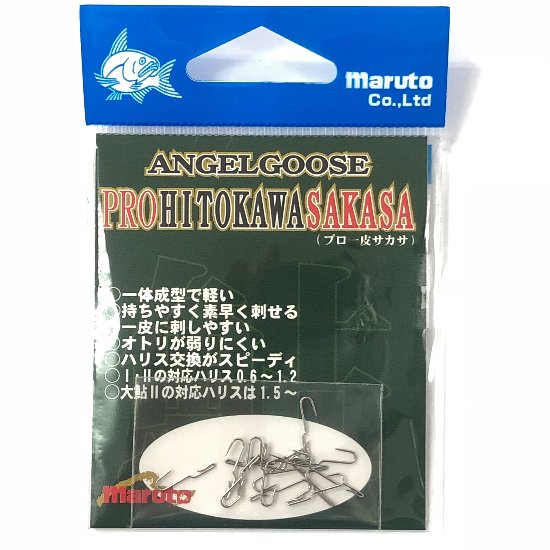 maruto
Co.,Ltd
ANGELGOOSE
PROHITOKAWASAKASA
(プロ一皮サカサ)
○一体成型で軽い
○持ちやすく素早く刺せる
○一皮に刺しやすい
○オトリが弱りにくい
○ハリス交換がスピーディ
○Ⅰ・Ⅱの対応ハリス0.6~1.2
○大鮎Ⅱの対応ハリスは1.5~
maruto